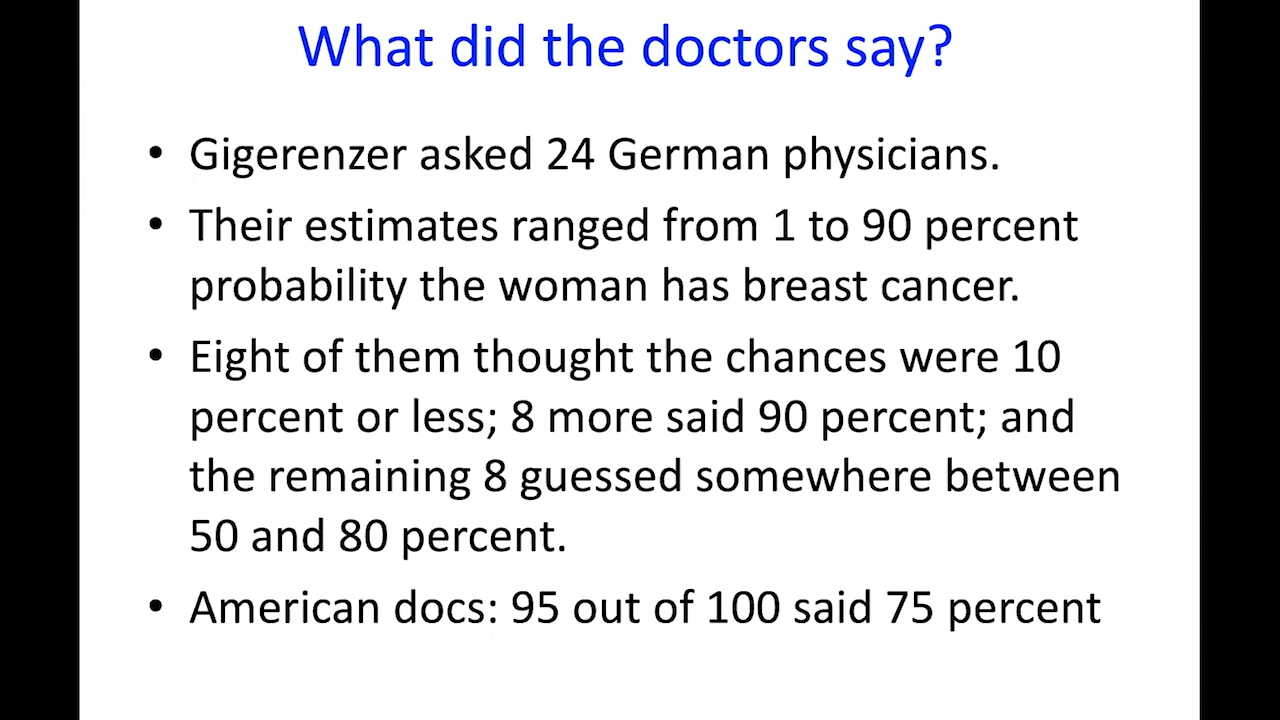 What did the doctors say?
• Gigerenzer asked 24 German physicians.
• Their estimates ranged from 1 to 90 percent
probability the woman has breast cancer.
• Eight of them thought the chances were 10
percent or less; 8 more said 90 percent; and
the remaining 8 guessed somewhere between
50 and 80 percent.
• American docs: 95 out of 100 said 75 percent